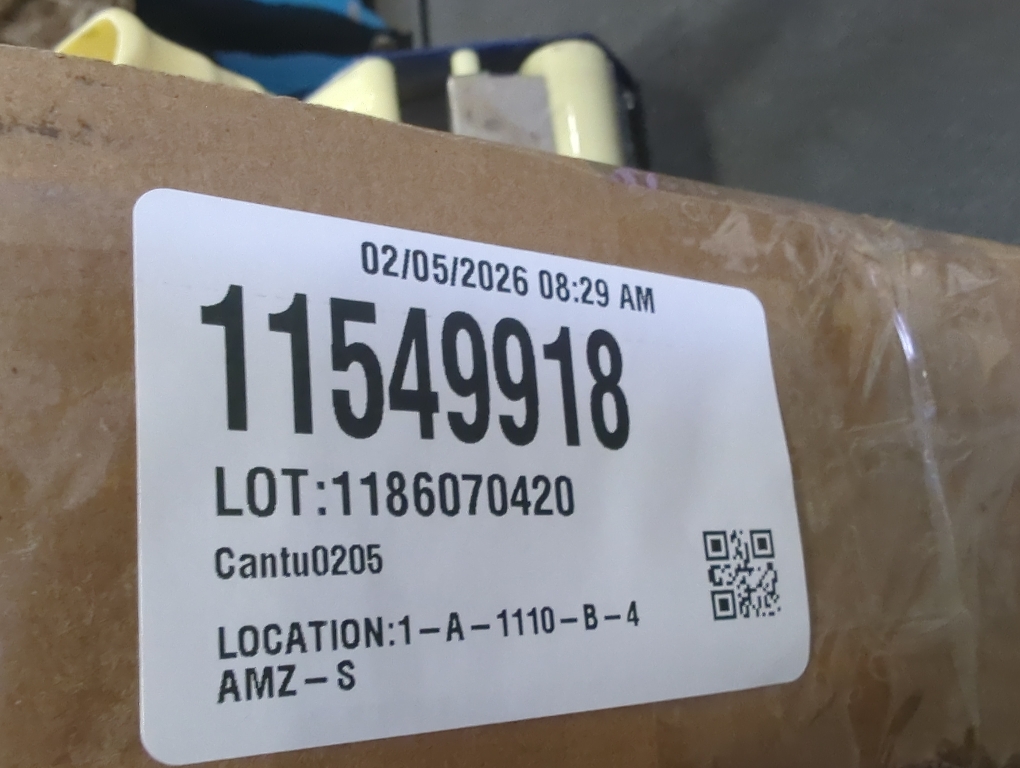 02/05/2026 08:29 AM
11549918
LOT:1186070420
Cantu0205
LOCATION:1-A-1110-B-4
AMZ-S